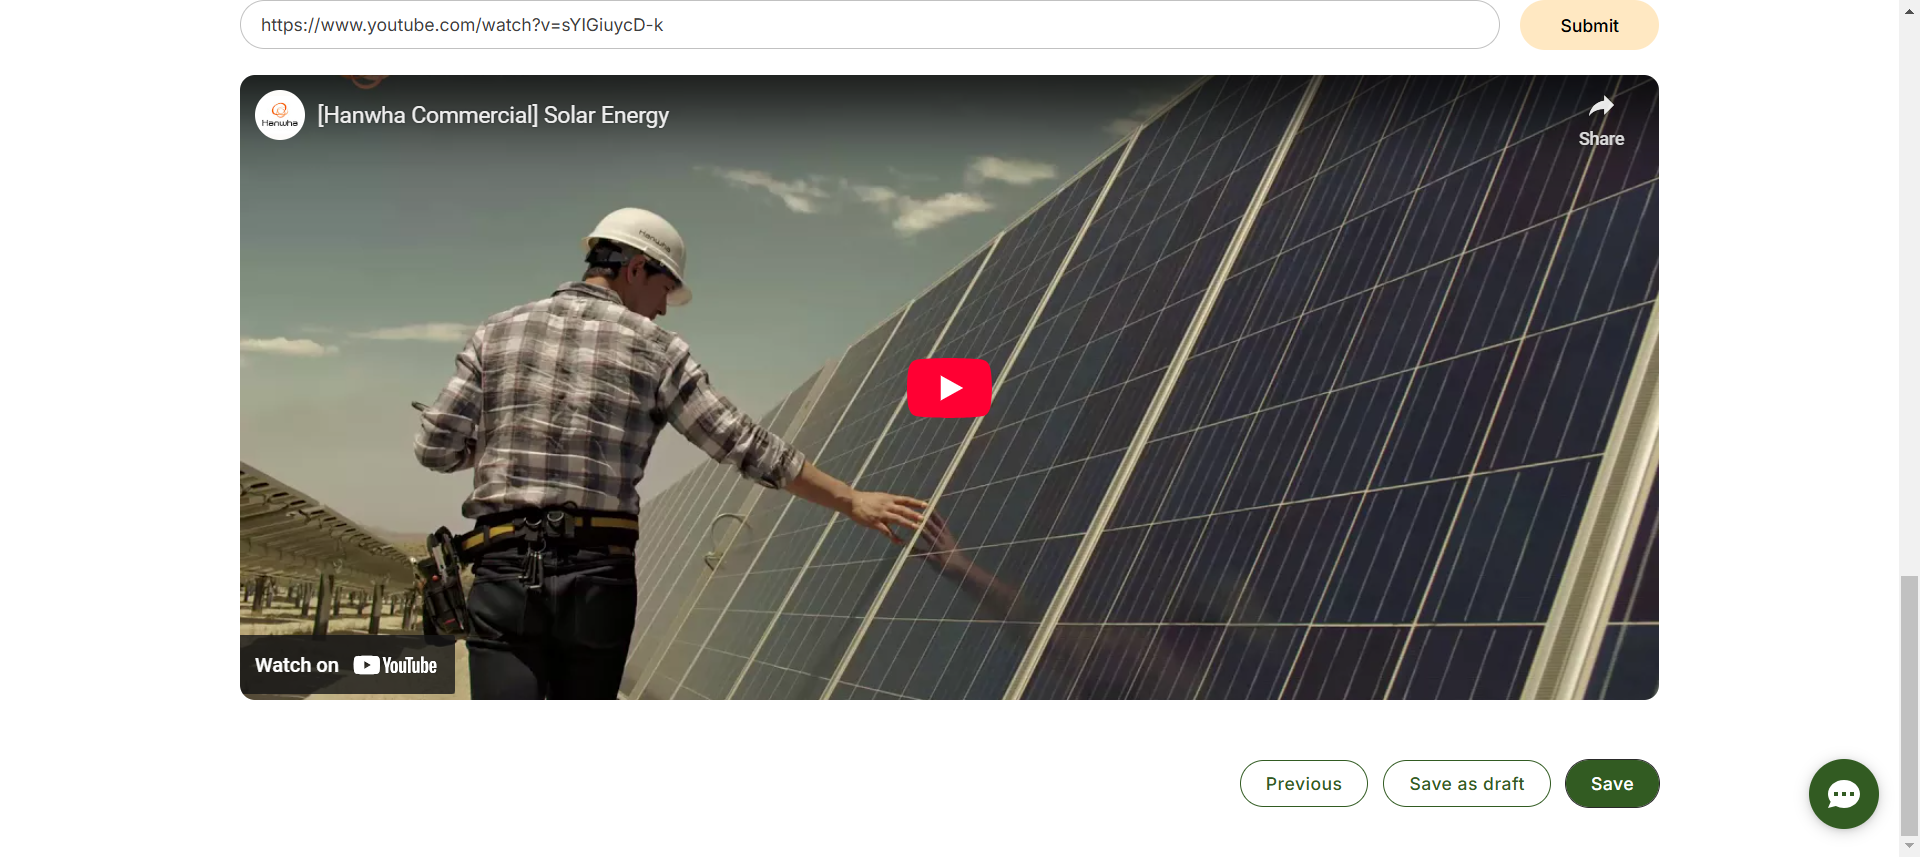 https://www.youtube.com/watch?v=sYIGiuycD-k
Submit
Hanwha
[Hanwha Commercial] Solar Energy
Share
Hanwha
Watch on YouTube
Previous
Save as draft
Save